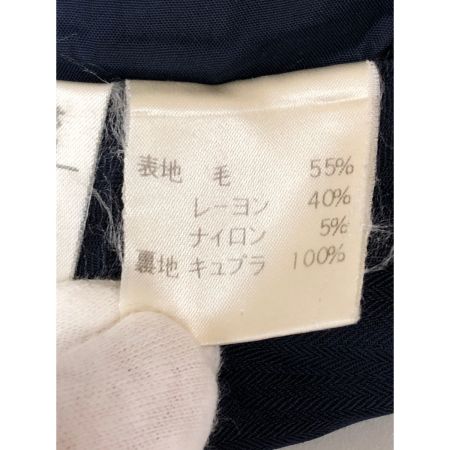 表地 毛 55%
レーヨン 40%
ナイロン 5%
裏地 キュプラ 100%